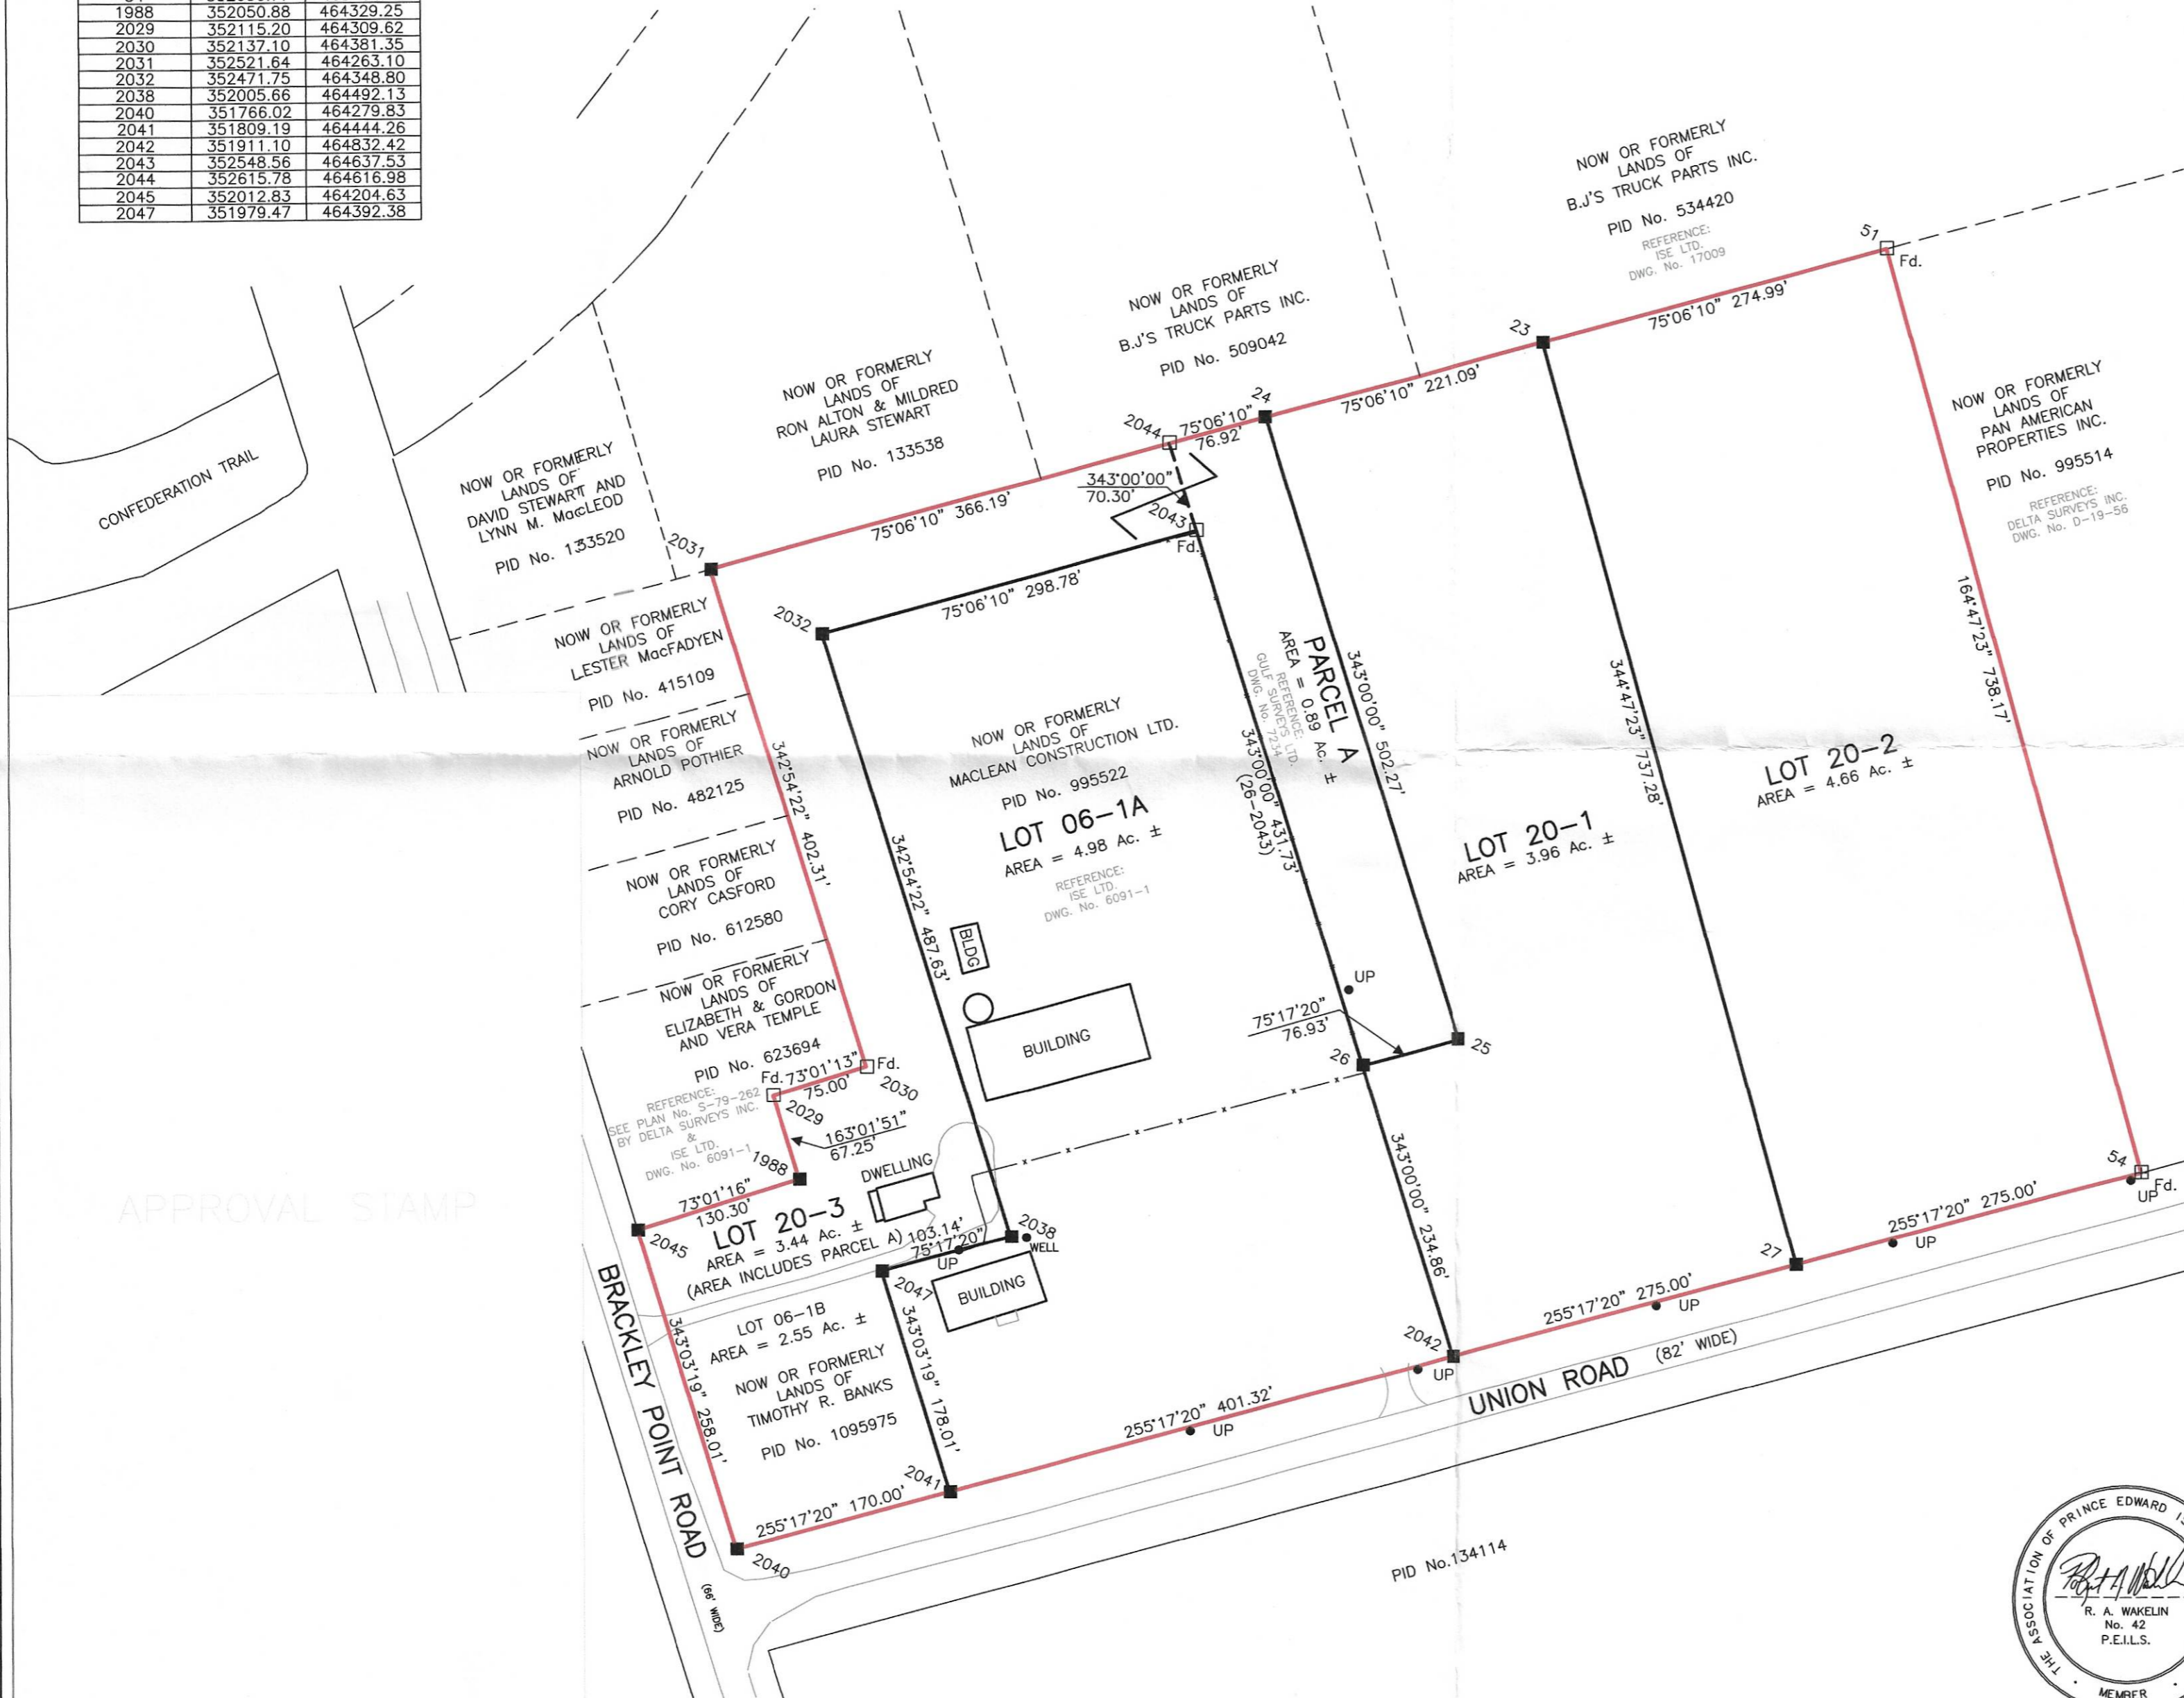 1988 352050.88 464329.25
2029 352115.20 464309.62
2030 352137.10 464381.35
2031 352521.64 464263.10
2032 352471.75 464348.80
2038 352005.66 464492.13
2040 351766.02 464279.83
2041 351809.19 464444.26
2042 351911.10 464832.42
2043 352548.56 464637.53
2044 352615.78 464616.98
2045 352012.83 464204.63
2047 351979.47 464392.38
CONFEDERATION TRAIL
NOW OR FORMERLY
LANDS OF
DAVID STEWART AND
LYNN M. MacLEOD
PID No. 133520
NOW OR FORMERLY
LANDS OF
RON ALTON & MILDRED
LAURA STEWART
PID No. 133538
NOW OR FORMERLY
LANDS OF
B.J'S TRUCK PARTS INC.
PID No. 509042
NOW OR FORMERLY
LANDS OF
B.J'S TRUCK PARTS INC.
PID No. 534420
REFERENCE:
ISE LTD.
DWG. No. 17009
51
Fd.
75°06'10" 274.99'
23
75°06'10" 221.09'
24
75°06'10"
76.92'
2044
343°00'00"
70.30'
2043
Fd.
75°06'10" 366.19'
2031
2032
75°06'10" 298.78'
NOW OR FORMERLY
LANDS OF
PAN AMERICAN
PROPERTIES INC.
PID No. 995514
REFERENCE:
DELTA SURVEYS INC.
DWG. No. D-19-56
164°47'23" 738.17'
NOW OR FORMERLY
LANDS OF
LESTER MacFADYEN
PID No. 415109
NOW OR FORMERLY
LANDS OF
ARNOLD POTHIER
PID No. 482125
NOW OR FORMERLY
LANDS OF
CORY CASFORD
PID No. 612580
NOW OR FORMERLY
LANDS OF
ELIZABETH & GORDON
AND VERA TEMPLE
PID No. 623694
REFERENCE:
SEE PLAN No. S-79-262
BY DELTA SURVEYS INC.
&
ISE LTD.
DWG. No. 6091-1
342°54'22" 402.31'
342°54'22" 487.63'
NOW OR FORMERLY
LANDS OF
MACLEAN CONSTRUCTION LTD.
PID No. 995522
LOT 06-1A
AREA = 4.98 Ac. ±
REFERENCE:
ISE LTD.
DWG. No. 6091-1
BLDG
BUILDING
PARCEL A
AREA = 0.89 Ac. ±
REFERENCE:
GULF SURVEYS LTD.
DWG. No. 7234
343°00'00" 431.73'
(26-2043)
343°00'00" 502.27'
LOT 20-1
AREA = 3.96 Ac. ±
344°47'23" 737.28'
LOT 20-2
AREA = 4.66 Ac. ±
UP
75°17'20"
76.93'
26
25
343°00'00" 234.86'
Fd.
73°01'13"
75.00'
Fd.
2030
2029
163°01'51"
67.25'
1988
73°01'16"
130.30'
2045
DWELLING
LOT 20-3
AREA = 3.44 Ac. ±
(AREA INCLUDES PARCEL A)
103.14'
75°17'20"
UP
2038
WELL
2047
BUILDING
LOT 06-1B
AREA = 2.55 Ac. ±
NOW OR FORMERLY
LANDS OF
TIMOTHY R. BANKS
PID No. 1095975
343°03'19" 258.01'
343°03'19" 178.01'
2041
255°17'20" 170.00'
2040
255°17'20" 401.32'
UP
2042
UP
255°17'20" 275.00'
UP
27
255°17'20" 275.00'
UP
54
Fd.
UP
UNION ROAD (82' WIDE)
BRACKLEY POINT ROAD
(66' WIDE)
PID No.134114
APPROVAL STAMP
THE ASSOCIATION OF PRINCE EDWARD
R. A. WAKELIN
No. 42
P.E.I.L.S.
MEMBER